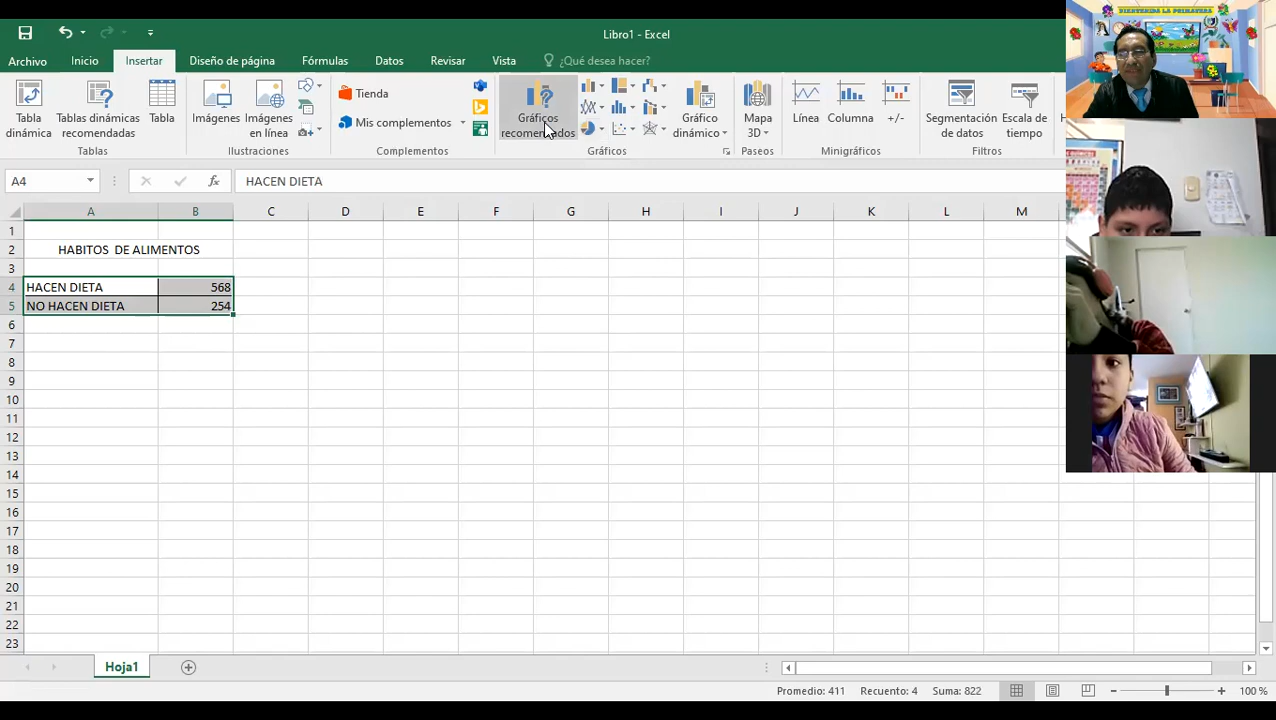 Libro1 - Excel
Archivo Inicio Insertar Diseño de página Fórmulas Datos Revisar Vista ¿Qué desea hacer?
Tabla dinámica
Tablas dinámicas recomendadas
Tabla
Imágenes
Imágenes en línea
Tienda
Mis complementos
Gráficos recomendados
Gráfico dinámico
Mapa 3D
Línea
Columna
+/-
Segmentación de datos
Escala de tiempo
Tablas Ilustraciones Complementos Gráficos Paseos Minigráficos Filtros
A4 fx HACEN DIETA
A B C D E F G H I J K L M
1
2 HABITOS DE ALIMENTOS
3
4 HACEN DIETA 568
5 NO HACEN DIETA 254
6
7
8
9
10
11
12
13
14
15
16
17
18
19
20
21
22
23
Hoja1
Promedio: 411 Recuento: 4 Suma: 822 100 %
BIENVENIDA LA PRIMAVERA